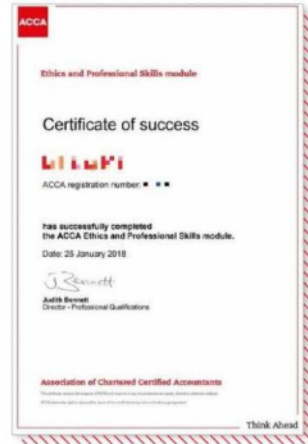 ACCA
Ethics and Professional Skills module
Certificate of success
ACCA registration number:
has successfully completed
the ACCA Ethics and Professional Skills module.
Date: 25 January 2018
J Bennett
Judith Bennett
Director - Professional Qualifications
Association of Chartered Certified Accountants
Think Ahead